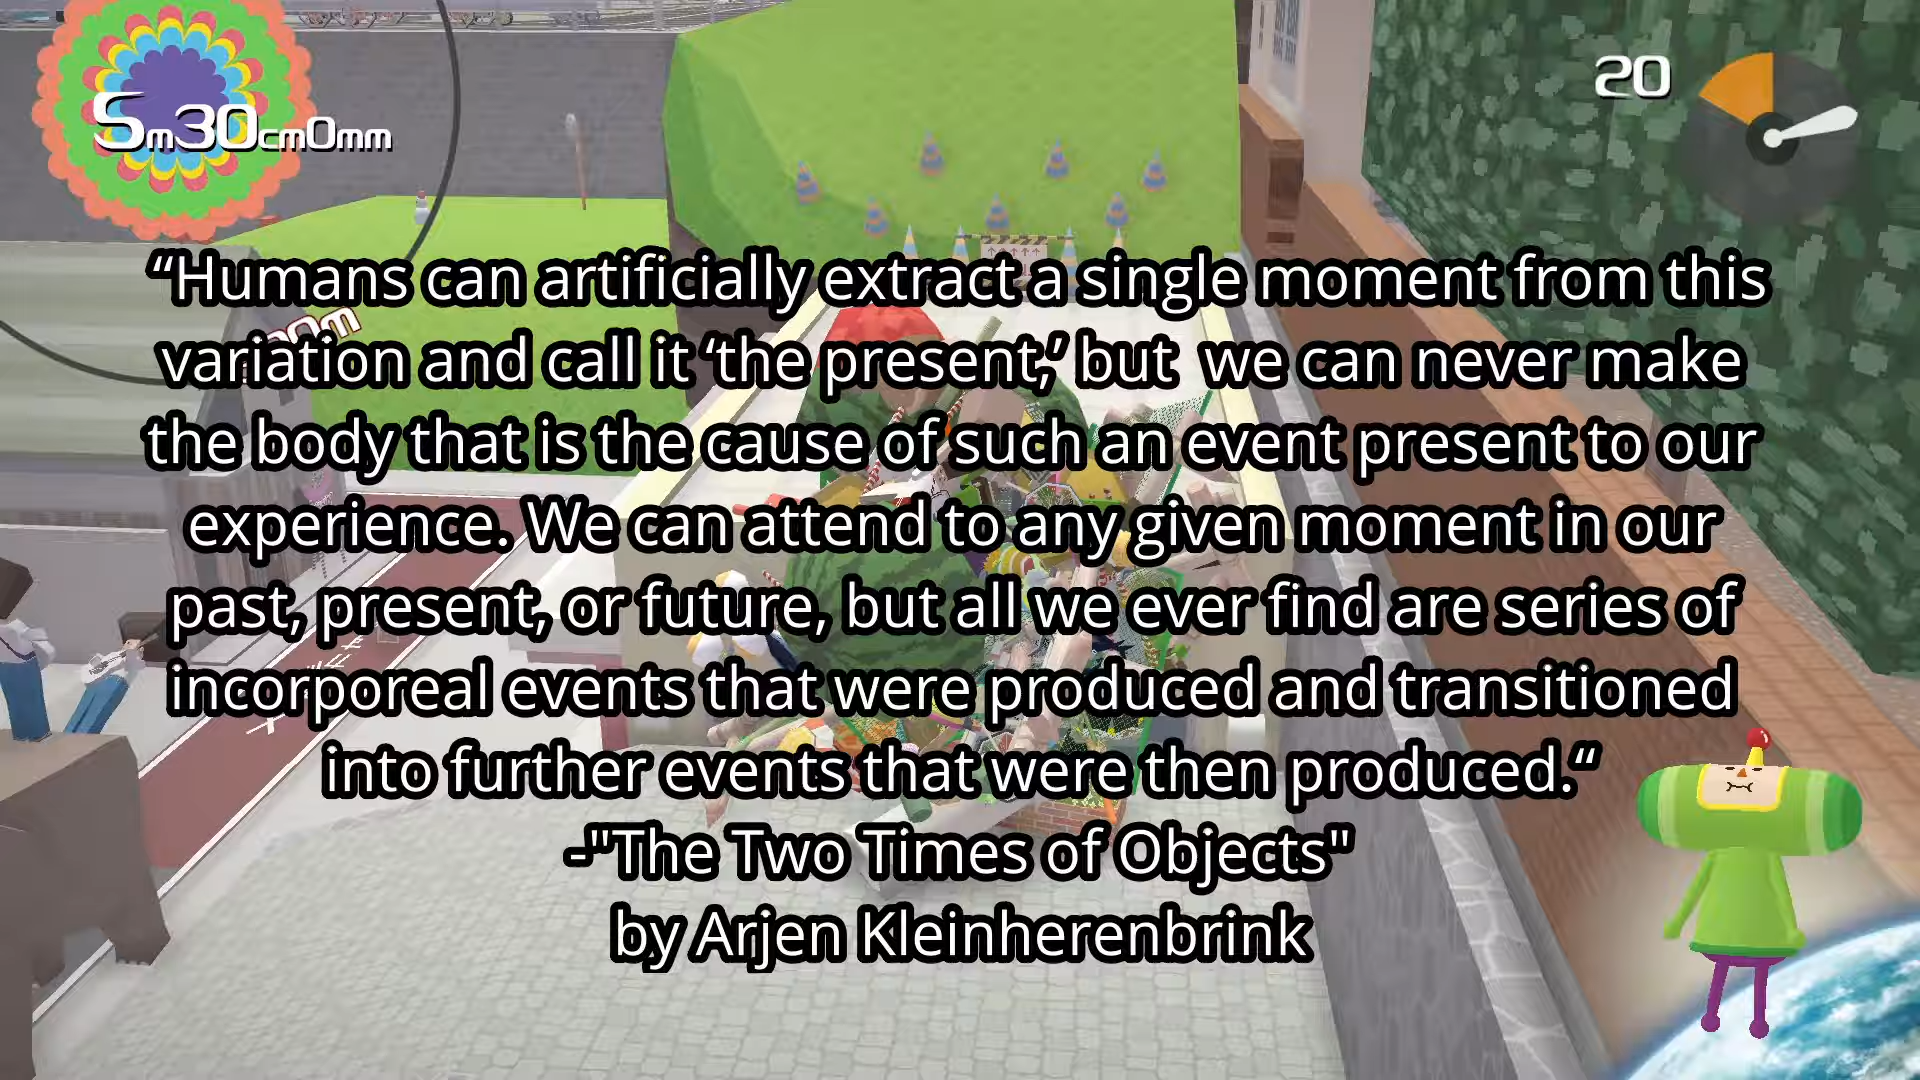 5m30cm0mm
20
“Humans can artificially extract a single moment from this
variation and call it ‘the present,’ but  we can never make
the body that is the cause of such an event present to our
experience. We can attend to any given moment in our
past, present, or future, but all we ever find are series of
incorporeal events that were produced and transitioned
into further events that were then produced.“
-"The Two Times of Objects"
by Arjen Kleinherenbrink